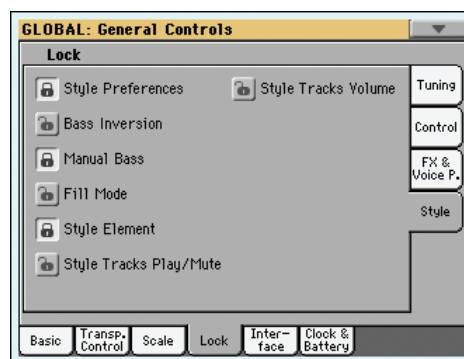 GLOBAL: General Controls
Lock
Style Preferences
Style Tracks Volume
Bass Inversion
Manual Bass
Fill Mode
Style Element
Style Tracks Play/Mute
Tuning
Control
FX &
Voice P.
Style
Basic
Transp.
Control
Scale
Lock
Inter-
face
Clock &
Battery